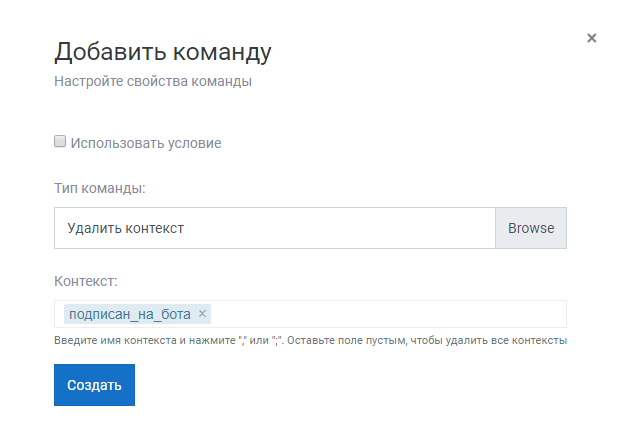 Добавить команду
×
Настройте свойства команды
Использовать условие
Тип команды:
Удалить контекст
Browse
Контекст:
подписан_на_бота ×
Введите имя контекста и нажмите "," или ";". Оставьте поле пустым, чтобы удалить все контексты
Создать